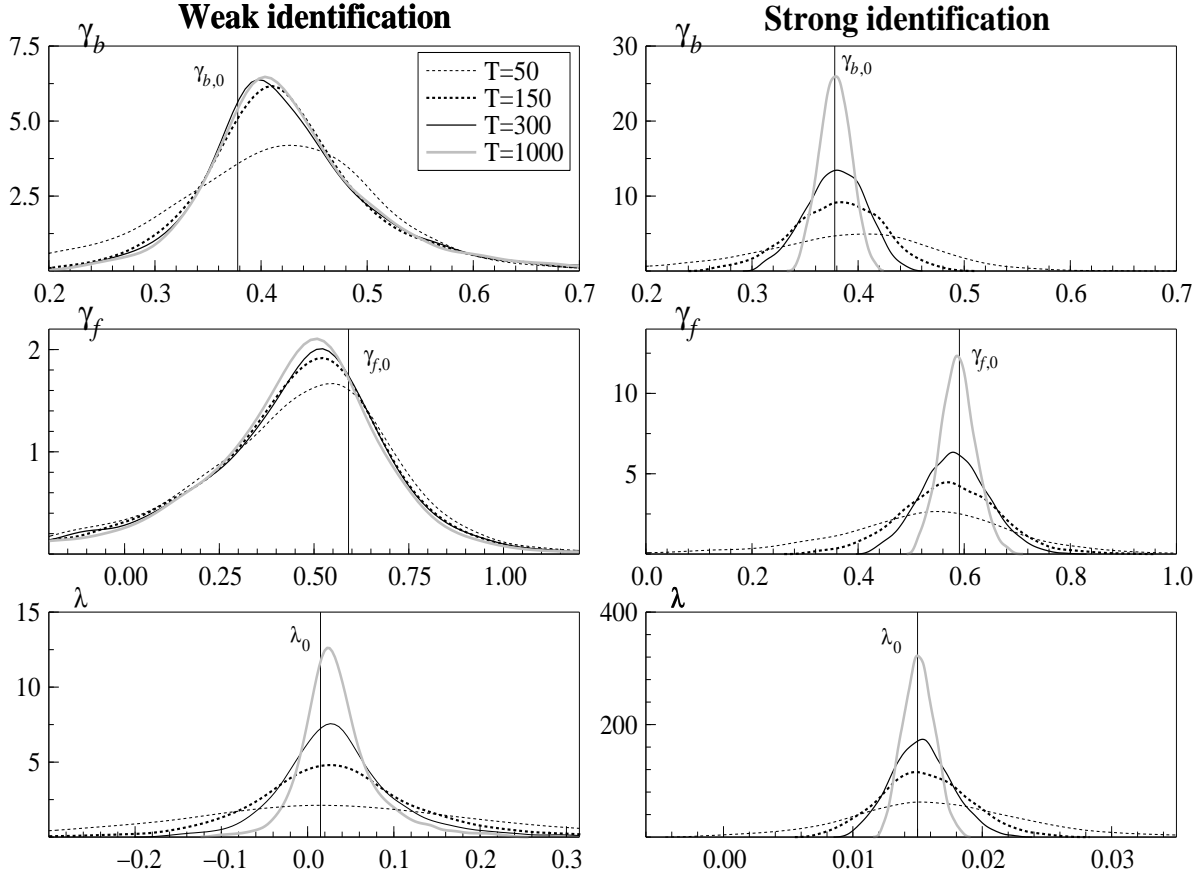 Weak identification
Strong identification
γb
7.5
5.0
2.5
γb,0
T=50
T=150
T=300
T=1000
0.2 0.3 0.4 0.5 0.6 0.7
γb
30
20
10
γb,0
0.2 0.3 0.4 0.5 0.6 0.7
γf
2
1
γf,0
0.00 0.25 0.50 0.75 1.00
γf
10
5
γf,0
0.0 0.2 0.4 0.6 0.8 1.0
λ
15
10
5
λ0
−0.2 −0.1 0.0 0.1 0.2 0.3
λ
400
200
λ0
0.00 0.01 0.02 0.03